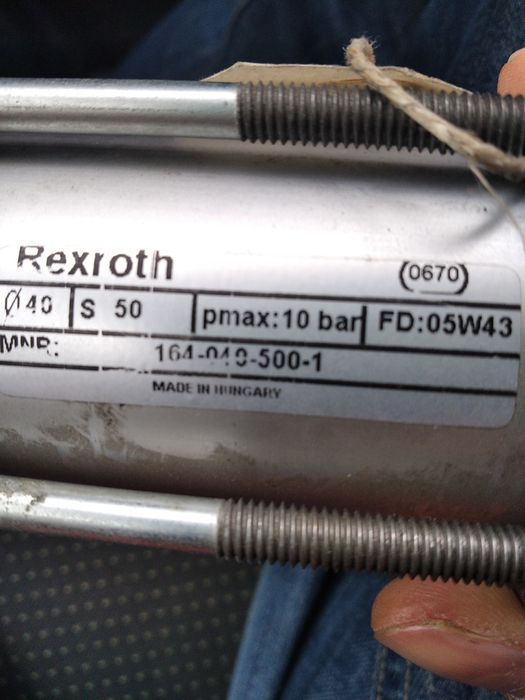 Rexroth (0670)
Ø40 S 50 pmax:10 bar FD:05W43
MNR: 164-040-500-1
MADE IN HUNGARY